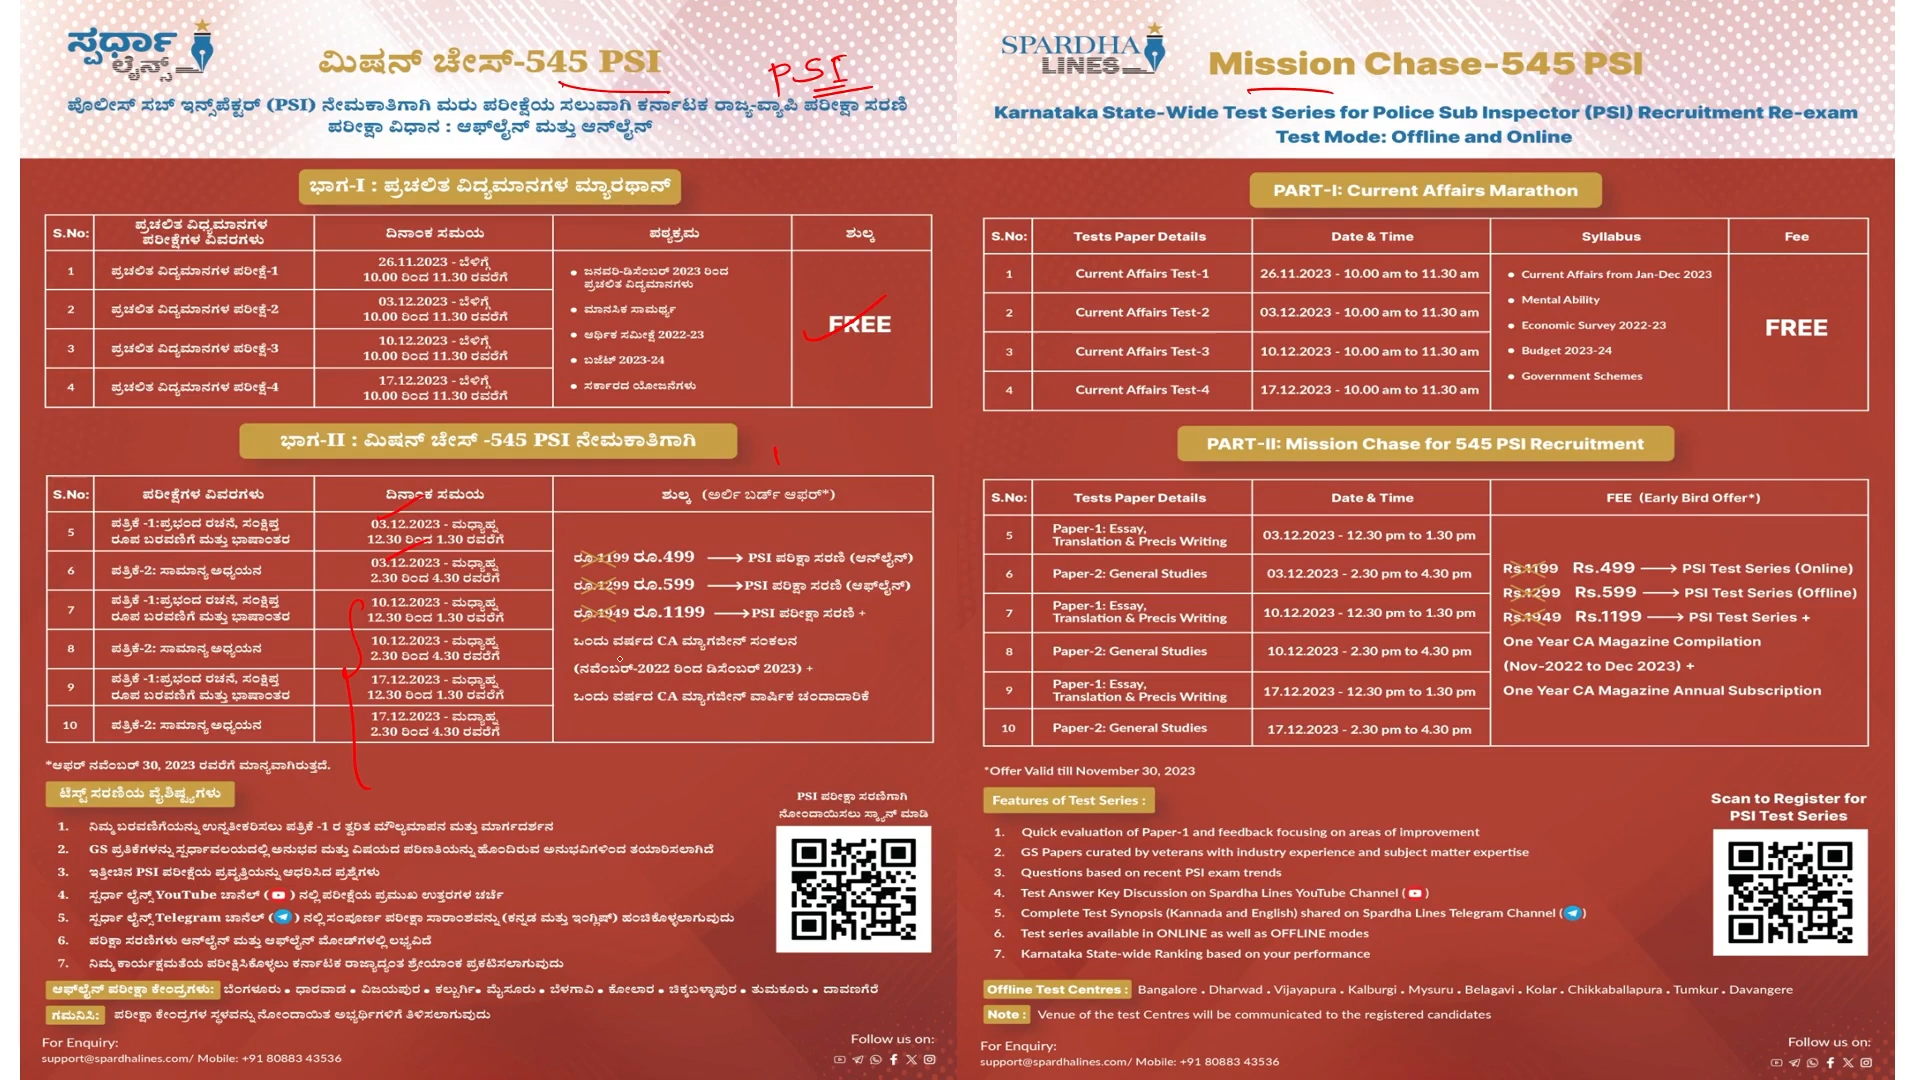 ಸ್ಪರ್ಧಾ
ಲೈನ್ಸ್
ಮಿಷನ್ ಚೇಸ್-545 PSI
PSI
ಪೊಲೀಸ್ ಸಬ್ ಇನ್ಸ್‌ಪೆಕ್ಟರ್ (PSI) ನೇಮಕಾತಿಗಾಗಿ ಮರು ಪರೀಕ್ಷೆಯ ಸಲುವಾಗಿ ಕರ್ನಾಟಕ ರಾಜ್ಯ-ವ್ಯಾಪಿ ಪರೀಕ್ಷಾ ಸರಣಿ
ಪರೀಕ್ಷಾ ವಿಧಾನ : ಆಫ್‌ಲೈನ್ ಮತ್ತು ಆನ್‌ಲೈನ್
ಭಾಗ-I : ಪ್ರಚಲಿತ ವಿದ್ಯಮಾನಗಳ ಮ್ಯಾರಥಾನ್
S.No: ಪ್ರಚಲಿತ ವಿಧ್ಯಮಾನಗಳ ಪರೀಕ್ಷೆಗಳ ವಿವರಗಳು ದಿನಾಂಕ ಸಮಯ ಪಠ್ಯಕ್ರಮ ಶುಲ್ಕ
1 ಪ್ರಚಲಿತ ವಿದ್ಯಮಾನಗಳ ಪರೀಕ್ಷೆ-1 26.11.2023 - ಬೆಳಿಗ್ಗೆ 10.00 ರಿಂದ 11.30 ರವರೆಗೆ
2 ಪ್ರಚಲಿತ ವಿದ್ಯಮಾನಗಳ ಪರೀಕ್ಷೆ-2 03.12.2023 - ಬೆಳಿಗ್ಗೆ 10.00 ರಿಂದ 11.30 ರವರೆಗೆ
3 ಪ್ರಚಲಿತ ವಿದ್ಯಮಾನಗಳ ಪರೀಕ್ಷೆ-3 10.12.2023 - ಬೆಳಿಗ್ಗೆ 10.00 ರಿಂದ 11.30 ರವರೆಗೆ
4 ಪ್ರಚಲಿತ ವಿದ್ಯಮಾನಗಳ ಪರೀಕ್ಷೆ-4 17.12.2023 - ಬೆಳಿಗ್ಗೆ 10.00 ರಿಂದ 11.30 ರವರೆಗೆ
• ಜನವರಿ-ಡಿಸೆಂಬರ್ 2023 ರಿಂದ
ಪ್ರಚಲಿತ ವಿದ್ಯಮಾನಗಳು
• ಮಾನಸಿಕ ಸಾಮರ್ಥ್ಯ
• ಆರ್ಥಿಕ ಸಮೀಕ್ಷೆ 2022-23
• ಬಜೆಟ್ 2023-24
• ಸರ್ಕಾರದ ಯೋಜನೆಗಳು
FREE
ಭಾಗ-II : ಮಿಷನ್ ಚೇಸ್ -545 PSI ನೇಮಕಾತಿಗಾಗಿ
S.No: ಪರೀಕ್ಷೆಗಳ ವಿವರಗಳು ದಿನಾಂಕ ಸಮಯ ಶುಲ್ಕ (ಅರ್ಲಿ ಬರ್ಡ್ ಆಫರ್*)
5 ಪತ್ರಿಕೆ -1:ಪ್ರಭಂದ ರಚನೆ, ಸಂಕ್ಷಿಪ್ತ ರೂಪ ಬರವಣಿಗೆ ಮತ್ತು ಭಾಷಾಂತರ 03.12.2023 - ಮಧ್ಯಾಹ್ನ 12.30 ರಿಂದ 1.30 ರವರೆಗೆ
6 ಪತ್ರಿಕೆ-2: ಸಾಮಾನ್ಯ ಅಧ್ಯಯನ 03.12.2023 - ಮಧ್ಯಾಹ್ನ 2.30 ರಿಂದ 4.30 ರವರೆಗೆ
7 ಪತ್ರಿಕೆ -1:ಪ್ರಭಂದ ರಚನೆ, ಸಂಕ್ಷಿಪ್ತ ರೂಪ ಬರವಣಿಗೆ ಮತ್ತು ಭಾಷಾಂತರ 10.12.2023 - ಮಧ್ಯಾಹ್ನ 12.30 ರಿಂದ 1.30 ರವರೆಗೆ
8 ಪತ್ರಿಕೆ-2: ಸಾಮಾನ್ಯ ಅಧ್ಯಯನ 10.12.2023 - ಮಧ್ಯಾಹ್ನ 2.30 ರಿಂದ 4.30 ರವರೆಗೆ
9 ಪತ್ರಿಕೆ -1:ಪ್ರಭಂದ ರಚನೆ, ಸಂಕ್ಷಿಪ್ತ ರೂಪ ಬರವಣಿಗೆ ಮತ್ತು ಭಾಷಾಂತರ 17.12.2023 - ಮಧ್ಯಾಹ್ನ 12.30 ರಿಂದ 1.30 ರವರೆಗೆ
10 ಪತ್ರಿಕೆ-2: ಸಾಮಾನ್ಯ ಅಧ್ಯಯನ 17.12.2023 - ಮಧ್ಯಾಹ್ನ 2.30 ರಿಂದ 4.30 ರವರೆಗೆ
ರೂ.1199 ರೂ.499 ⟶ PSI ಪರಿಕ್ಷಾ ಸರಣಿ (ಆನ್‌ಲೈನ್)
ರೂ.1299 ರೂ.599 ⟶ PSI ಪರಿಕ್ಷಾ ಸರಣಿ (ಆಫ್‌ಲೈನ್)
ರೂ.1949 ರೂ.1199 ⟶ PSI ಪರೀಕ್ಷಾ ಸರಣಿ +
ಒಂದು ವರ್ಷದ CA ಮ್ಯಾಗಜೀನ್ ಸಂಕಲನ
(ನವೆಂಬರ್-2022 ರಿಂದ ಡಿಸೆಂಬರ್ 2023) +
ಒಂದು ವರ್ಷದ CA ಮ್ಯಾಗಜೀನ್ ವಾರ್ಷಿಕ ಚಂದಾದಾರಿಕೆ
*ಆಫರ್ ನವೆಂಬರ್ 30, 2023 ರವರೆಗೆ ಮಾನ್ಯವಾಗಿರುತ್ತದೆ.
ಟೆಸ್ಟ್ ಸರಣಿಯ ವೈಶಿಷ್ಟ್ಯಗಳು
1. ನಿಮ್ಮ ಬರವಣಿಗೆಯನ್ನು ಉನ್ನತೀಕರಿಸಲು ಪತ್ರಿಕೆ -1 ರ ತ್ವರಿತ ಮೌಲ್ಯಮಾಪನ ಮತ್ತು ಮಾರ್ಗದರ್ಶನ
2. GS ಪ್ರತಿಕೆಗಳನ್ನು ಸ್ಪರ್ಧಾವಲಯದಲ್ಲಿ ಅನುಭವ ಮತ್ತು ವಿಷಯದ ಪರಿಣತಿಯನ್ನು ಹೊಂದಿರುವ ಅನುಭವಿಗಳಿಂದ ತಯಾರಿಸಲಾಗಿದೆ
3. ಇತ್ತೀಚಿನ PSI ಪರೀಕ್ಷೆಯ ಪ್ರವೃತ್ತಿಯನ್ನು ಆಧರಿಸಿದ ಪ್ರಶ್ನೆಗಳು
4. ಸ್ಪರ್ಧಾ ಲೈನ್ಸ್ YouTube ಚಾನೆಲ್ ( ) ನಲ್ಲಿ ಪರೀಕ್ಷೆಯ ಪ್ರಮುಖ ಉತ್ತರಗಳ ಚರ್ಚೆ
5. ಸ್ಪರ್ಧಾ ಲೈನ್ಸ್ Telegram ಚಾನೆಲ್ ( ) ನಲ್ಲಿ ಸಂಪೂರ್ಣ ಪರೀಕ್ಷಾ ಸಾರಾಂಶವನ್ನು (ಕನ್ನಡ ಮತ್ತು ಇಂಗ್ಲಿಷ್) ಹಂಚಿಕೊಳ್ಳಲಾಗುವುದು
6. ಪರಿಕ್ಷಾ ಸರಣಿಗಳು ಆನ್‌ಲೈನ್ ಮತ್ತು ಆಫ್‌ಲೈನ್ ಮೋಡ್‌ಗಳಲ್ಲಿ ಲಭ್ಯವಿದೆ
7. ನಿಮ್ಮ ಕಾರ್ಯಕ್ಷಮತೆಯ ಪರೀಕ್ಷಿಸಿಕೊಳ್ಳಲು ಕರ್ನಾಟಕ ರಾಜ್ಯಾದ್ಯಂತ ಶ್ರೇಯಾಂಕ ಪ್ರಕಟಿಸಲಾಗುವುದು
PSI ಪರೀಕ್ಷಾ ಸರಣಿಗಾಗಿ
ನೋಂದಾಯಿಸಲು ಸ್ಕ್ಯಾನ್ ಮಾಡಿ
ಆಫ್‌ಲೈನ್ ಪರೀಕ್ಷಾ ಕೇಂದ್ರಗಳು: ಬೆಂಗಳೂರು • ಧಾರವಾಡ • ವಿಜಯಪುರ • ಕಲ್ಬುರ್ಗಿ • ಮೈಸೂರು • ಬೆಳಗಾವಿ • ಕೋಲಾರ • ಚಿಕ್ಕಬಳ್ಳಾಪುರ • ತುಮಕೂರು • ದಾವಣಗೆರೆ
ಗಮನಿಸಿ: ಪರೀಕ್ಷಾ ಕೇಂದ್ರಗಳ ಸ್ಥಳವನ್ನು ನೋಂದಾಯಿತ ಅಭ್ಯರ್ಥಿಗಳಿಗೆ ತಿಳಿಸಲಾಗುವುದು
For Enquiry:
support@spardhalines.com/ Mobile: +91 80883 43536
Follow us on:
SPARDHA
LINES
Mission Chase-545 PSI
Karnataka State-Wide Test Series for Police Sub Inspector (PSI) Recruitment Re-exam
Test Mode: Offline and Online
PART-I: Current Affairs Marathon
S.No: Tests Paper Details Date & Time Syllabus Fee
1 Current Affairs Test-1 26.11.2023 - 10.00 am to 11.30 am
2 Current Affairs Test-2 03.12.2023 - 10.00 am to 11.30 am
3 Current Affairs Test-3 10.12.2023 - 10.00 am to 11.30 am
4 Current Affairs Test-4 17.12.2023 - 10.00 am to 11.30 am
• Current Affairs from Jan-Dec 2023
• Mental Ability
• Economic Survey 2022-23
• Budget 2023-24
• Government Schemes
FREE
PART-II: Mission Chase for 545 PSI Recruitment
S.No: Tests Paper Details Date & Time FEE (Early Bird Offer*)
5 Paper-1: Essay, Translation & Precis Writing 03.12.2023 - 12.30 pm to 1.30 pm
6 Paper-2: General Studies 03.12.2023 - 2.30 pm to 4.30 pm
7 Paper-1: Essay, Translation & Precis Writing 10.12.2023 - 12.30 pm to 1.30 pm
8 Paper-2: General Studies 10.12.2023 - 2.30 pm to 4.30 pm
9 Paper-1: Essay, Translation & Precis Writing 17.12.2023 - 12.30 pm to 1.30 pm
10 Paper-2: General Studies 17.12.2023 - 2.30 pm to 4.30 pm
Rs.1199 Rs.499 ⟶ PSI Test Series (Online)
Rs.1299 Rs.599 ⟶ PSI Test Series (Offline)
Rs.1949 Rs.1199 ⟶ PSI Test Series +
One Year CA Magazine Compilation
(Nov-2022 to Dec 2023) +
One Year CA Magazine Annual Subscription
*Offer Valid till November 30, 2023
Features of Test Series :
1. Quick evaluation of Paper-1 and feedback focusing on areas of improvement
2. GS Papers curated by veterans with industry experience and subject matter expertise
3. Questions based on recent PSI exam trends
4. Test Answer Key Discussion on Spardha Lines YouTube Channel ( )
5. Complete Test Synopsis (Kannada and English) shared on Spardha Lines Telegram Channel ( )
6. Test series available in ONLINE as well as OFFLINE modes
7. Karnataka State-wide Ranking based on your performance
Scan to Register for
PSI Test Series
Offline Test Centres : Bangalore • Dharwad • Vijayapura • Kalburgi • Mysuru • Belagavi • Kolar • Chikkaballapura • Tumkur • Davangere
Note : Venue of the test Centres will be communicated to the registered candidates
For Enquiry:
support@spardhalines.com/ Mobile: +91 80883 43536
Follow us on: